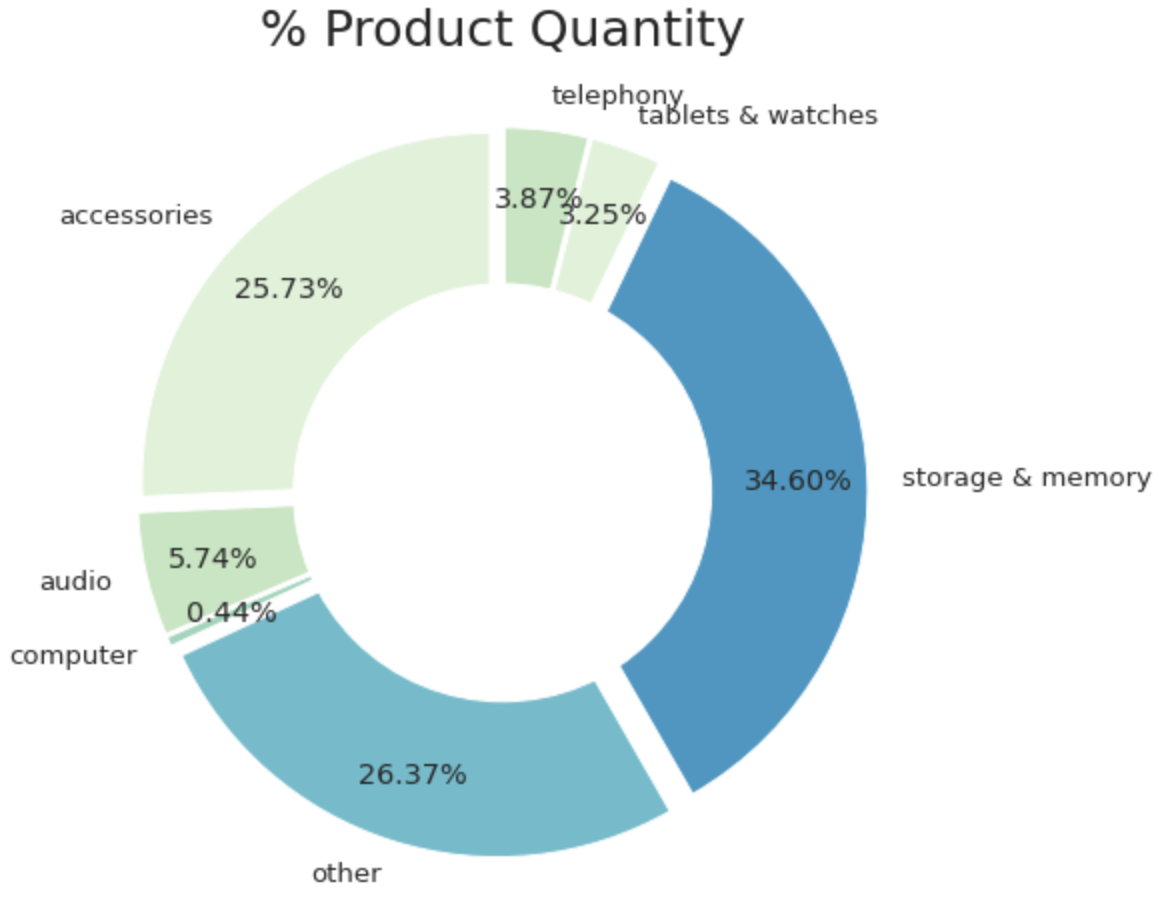 % Product Quantity
telephony
tablets & watches
3.87%
3.25%
accessories
25.73%
34.60%
storage & memory
5.74%
audio
0.44%
computer
26.37%
other